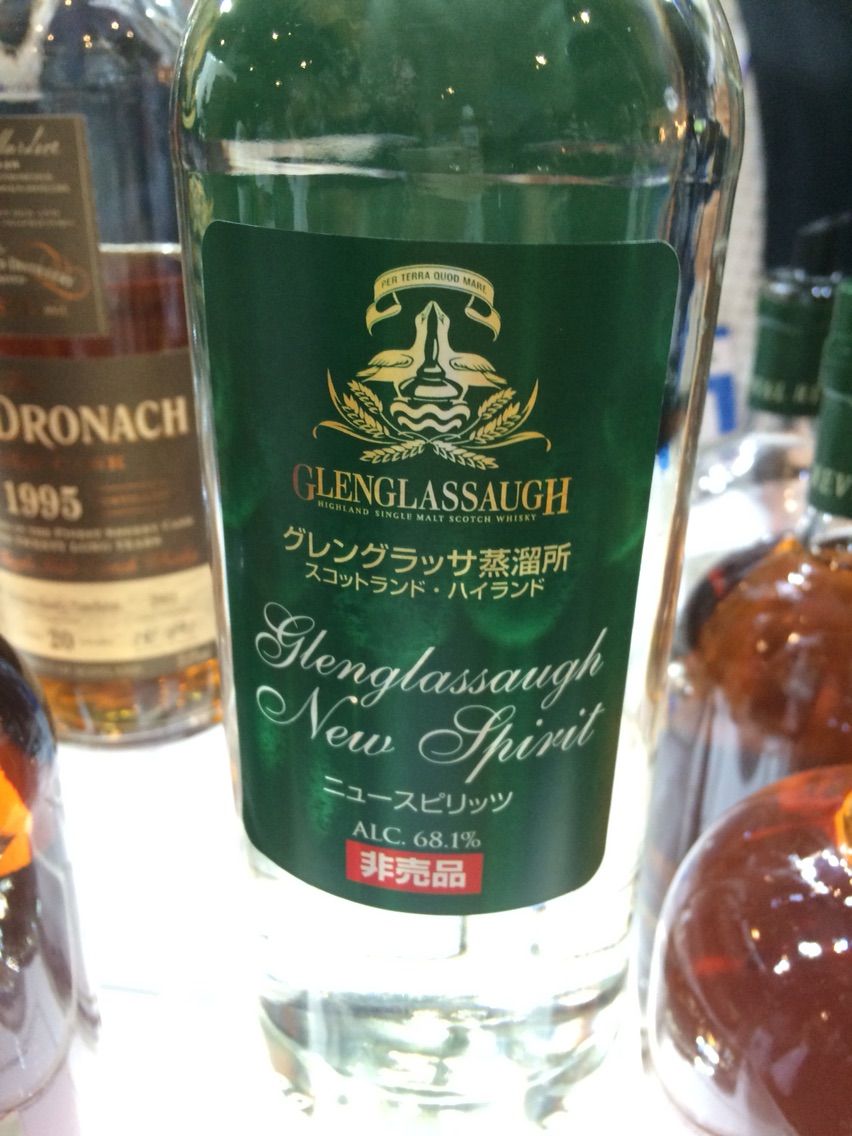 PER TERRA QUOD MARE
GLENGLASSAUGH
HIGHLAND SINGLE MALT SCOTCH WHISKY
グレングラッサ蒸溜所
スコットランド・ハイランド
Glenglassaugh
New Spirit
ニュースピリッツ
ALC. 68.1%
非売品
DRONACH
1995
20